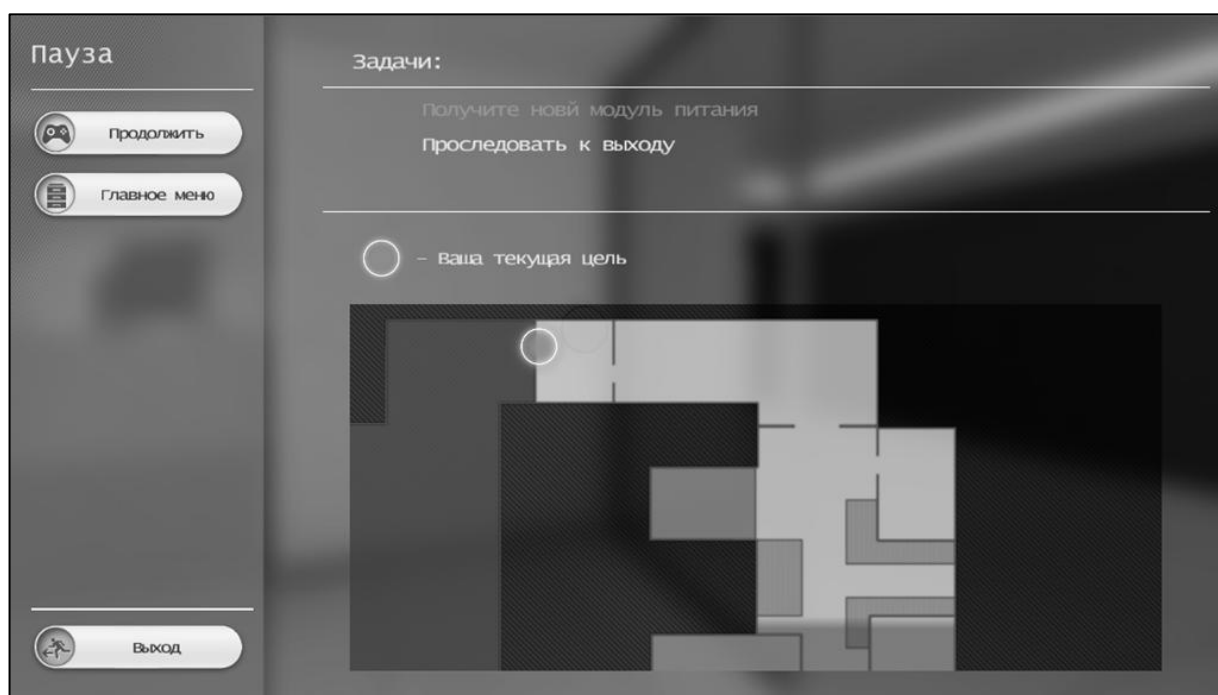 Пауза
Продолжить
Главное меню
Выход
Задачи:
Получите новй модуль питания
Проследовать к выходу
– Ваша текущая цель